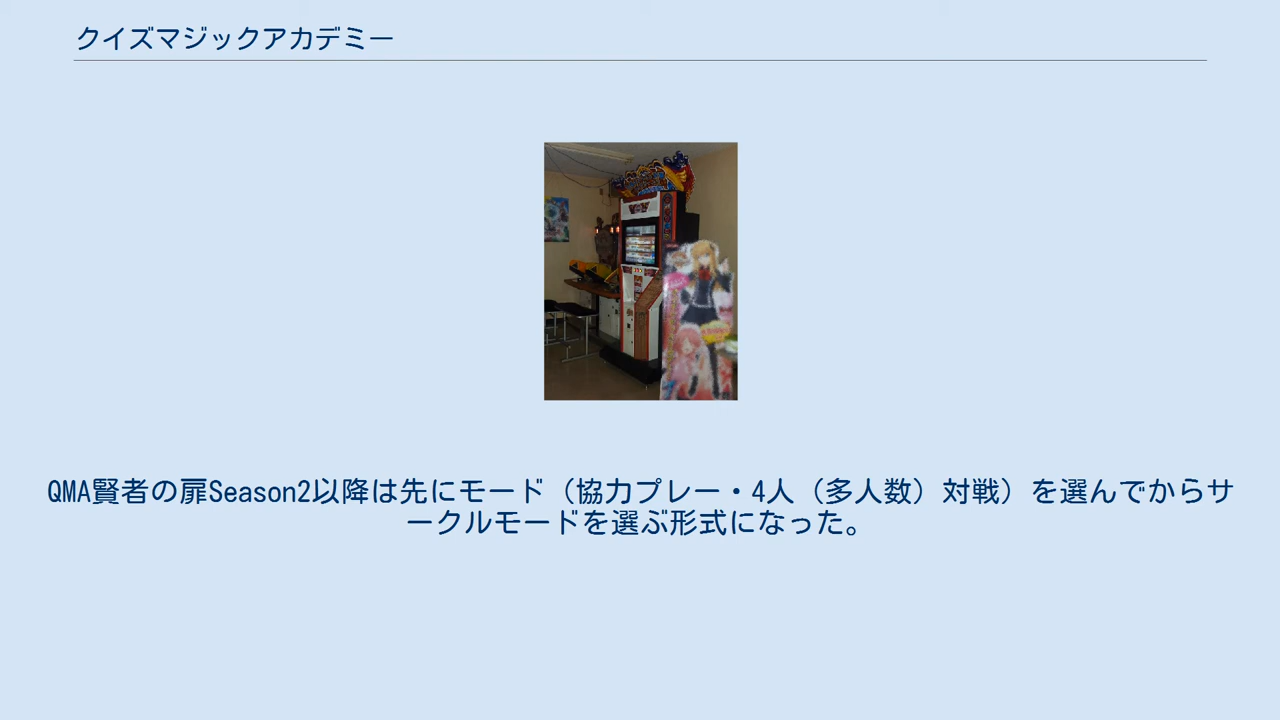 クイズマジックアカデミー
QMA賢者の扉Season2以降は先にモード（協力プレー・4人（多人数）対戦）を選んでからサ
ークルモードを選ぶ形式になった。